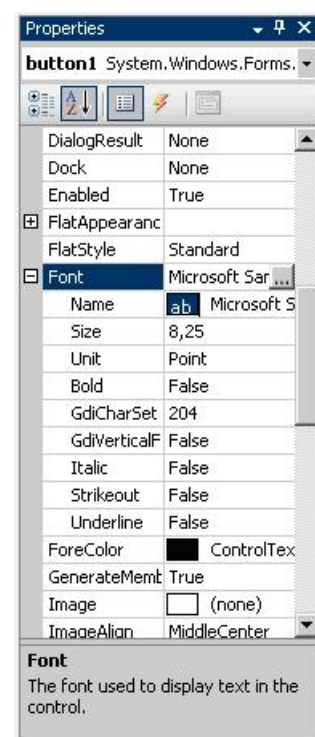 Properties
button1 System.Windows.Forms.
DialogResult None
Dock None
Enabled True
FlatAppearanc
FlatStyle Standard
Font Microsoft Sar ...
Name ab Microsoft S
Size 8,25
Unit Point
Bold False
GdiCharSet 204
GdiVerticalF False
Italic False
Strikeout False
Underline False
ForeColor ControlTex
GenerateMemb True
Image (none)
ImageAlign MiddleCenter
Font
The font used to display text in the
control.